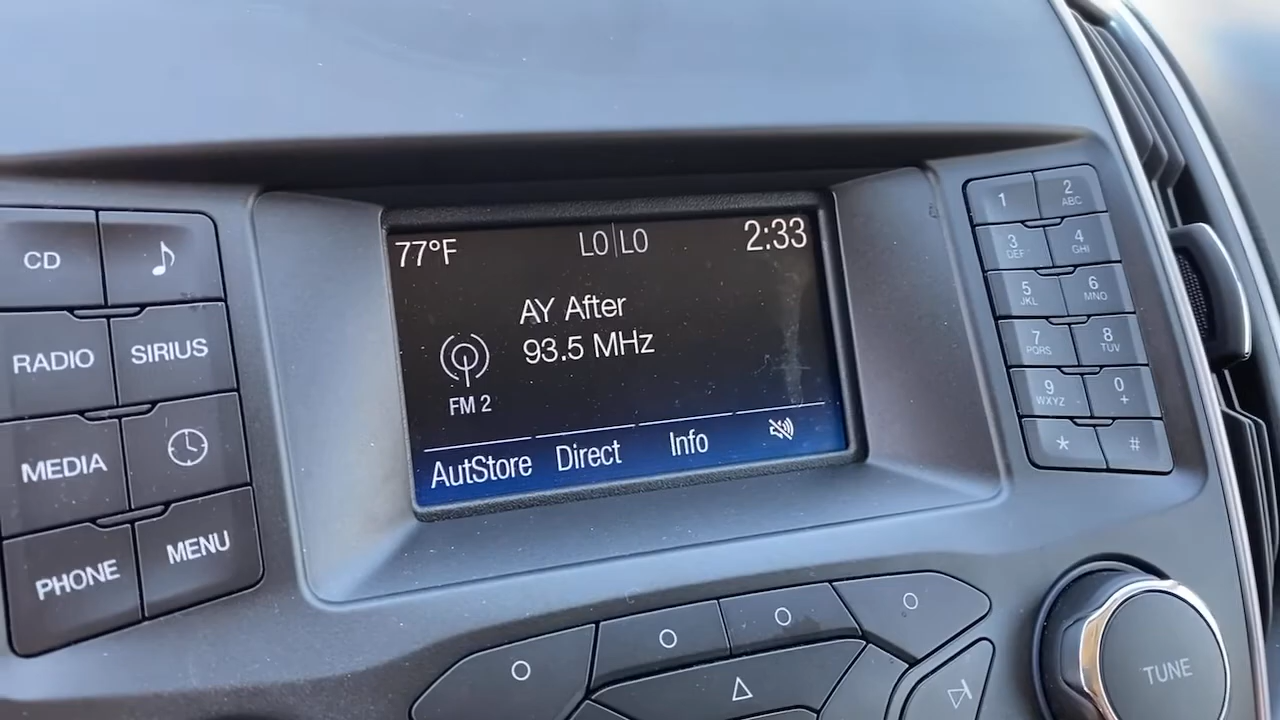 77°F
LO|LO
2:33
AY After
93.5 MHz
FM 2
AutStore
Direct
Info
CD
RADIO
SIRIUS
MEDIA
PHONE
MENU
1
2
ABC
3
DEF
4
GHI
5
JKL
6
MNO
7
PQRS
8
TUV
9
WXYZ
0
+
*
#
TUNE